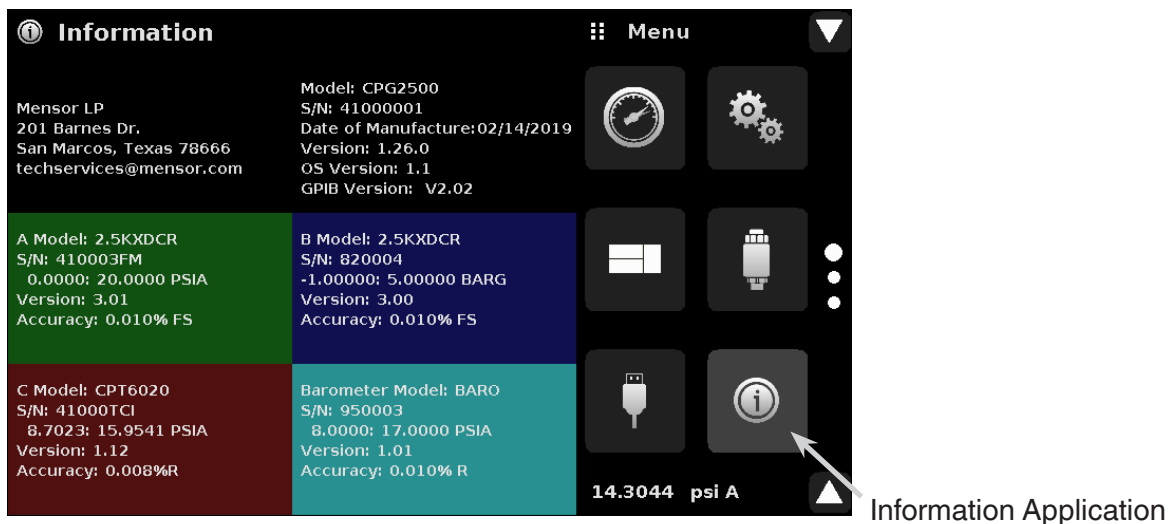 Information
Menu
Mensor LP
201 Barnes Dr.
San Marcos, Texas 78666
techservices@mensor.com
Model: CPG2500
S/N: 41000001
Date of Manufacture:02/14/2019
Version: 1.26.0
OS Version: 1.1
GPIB Version: V2.02
A Model: 2.5KXDCR
S/N: 410003FM
0.0000: 20.0000 PSIA
Version: 3.01
Accuracy: 0.010% FS
B Model: 2.5KXDCR
S/N: 820004
-1.00000: 5.00000 BARG
Version: 3.00
Accuracy: 0.010% FS
C Model: CPT6020
S/N: 41000TCI
8.7023: 15.9541 PSIA
Version: 1.12
Accuracy: 0.008%R
Barometer Model: BARO
S/N: 950003
8.0000: 17.0000 PSIA
Version: 1.01
Accuracy: 0.010% R
14.3044 psi A
Information Application